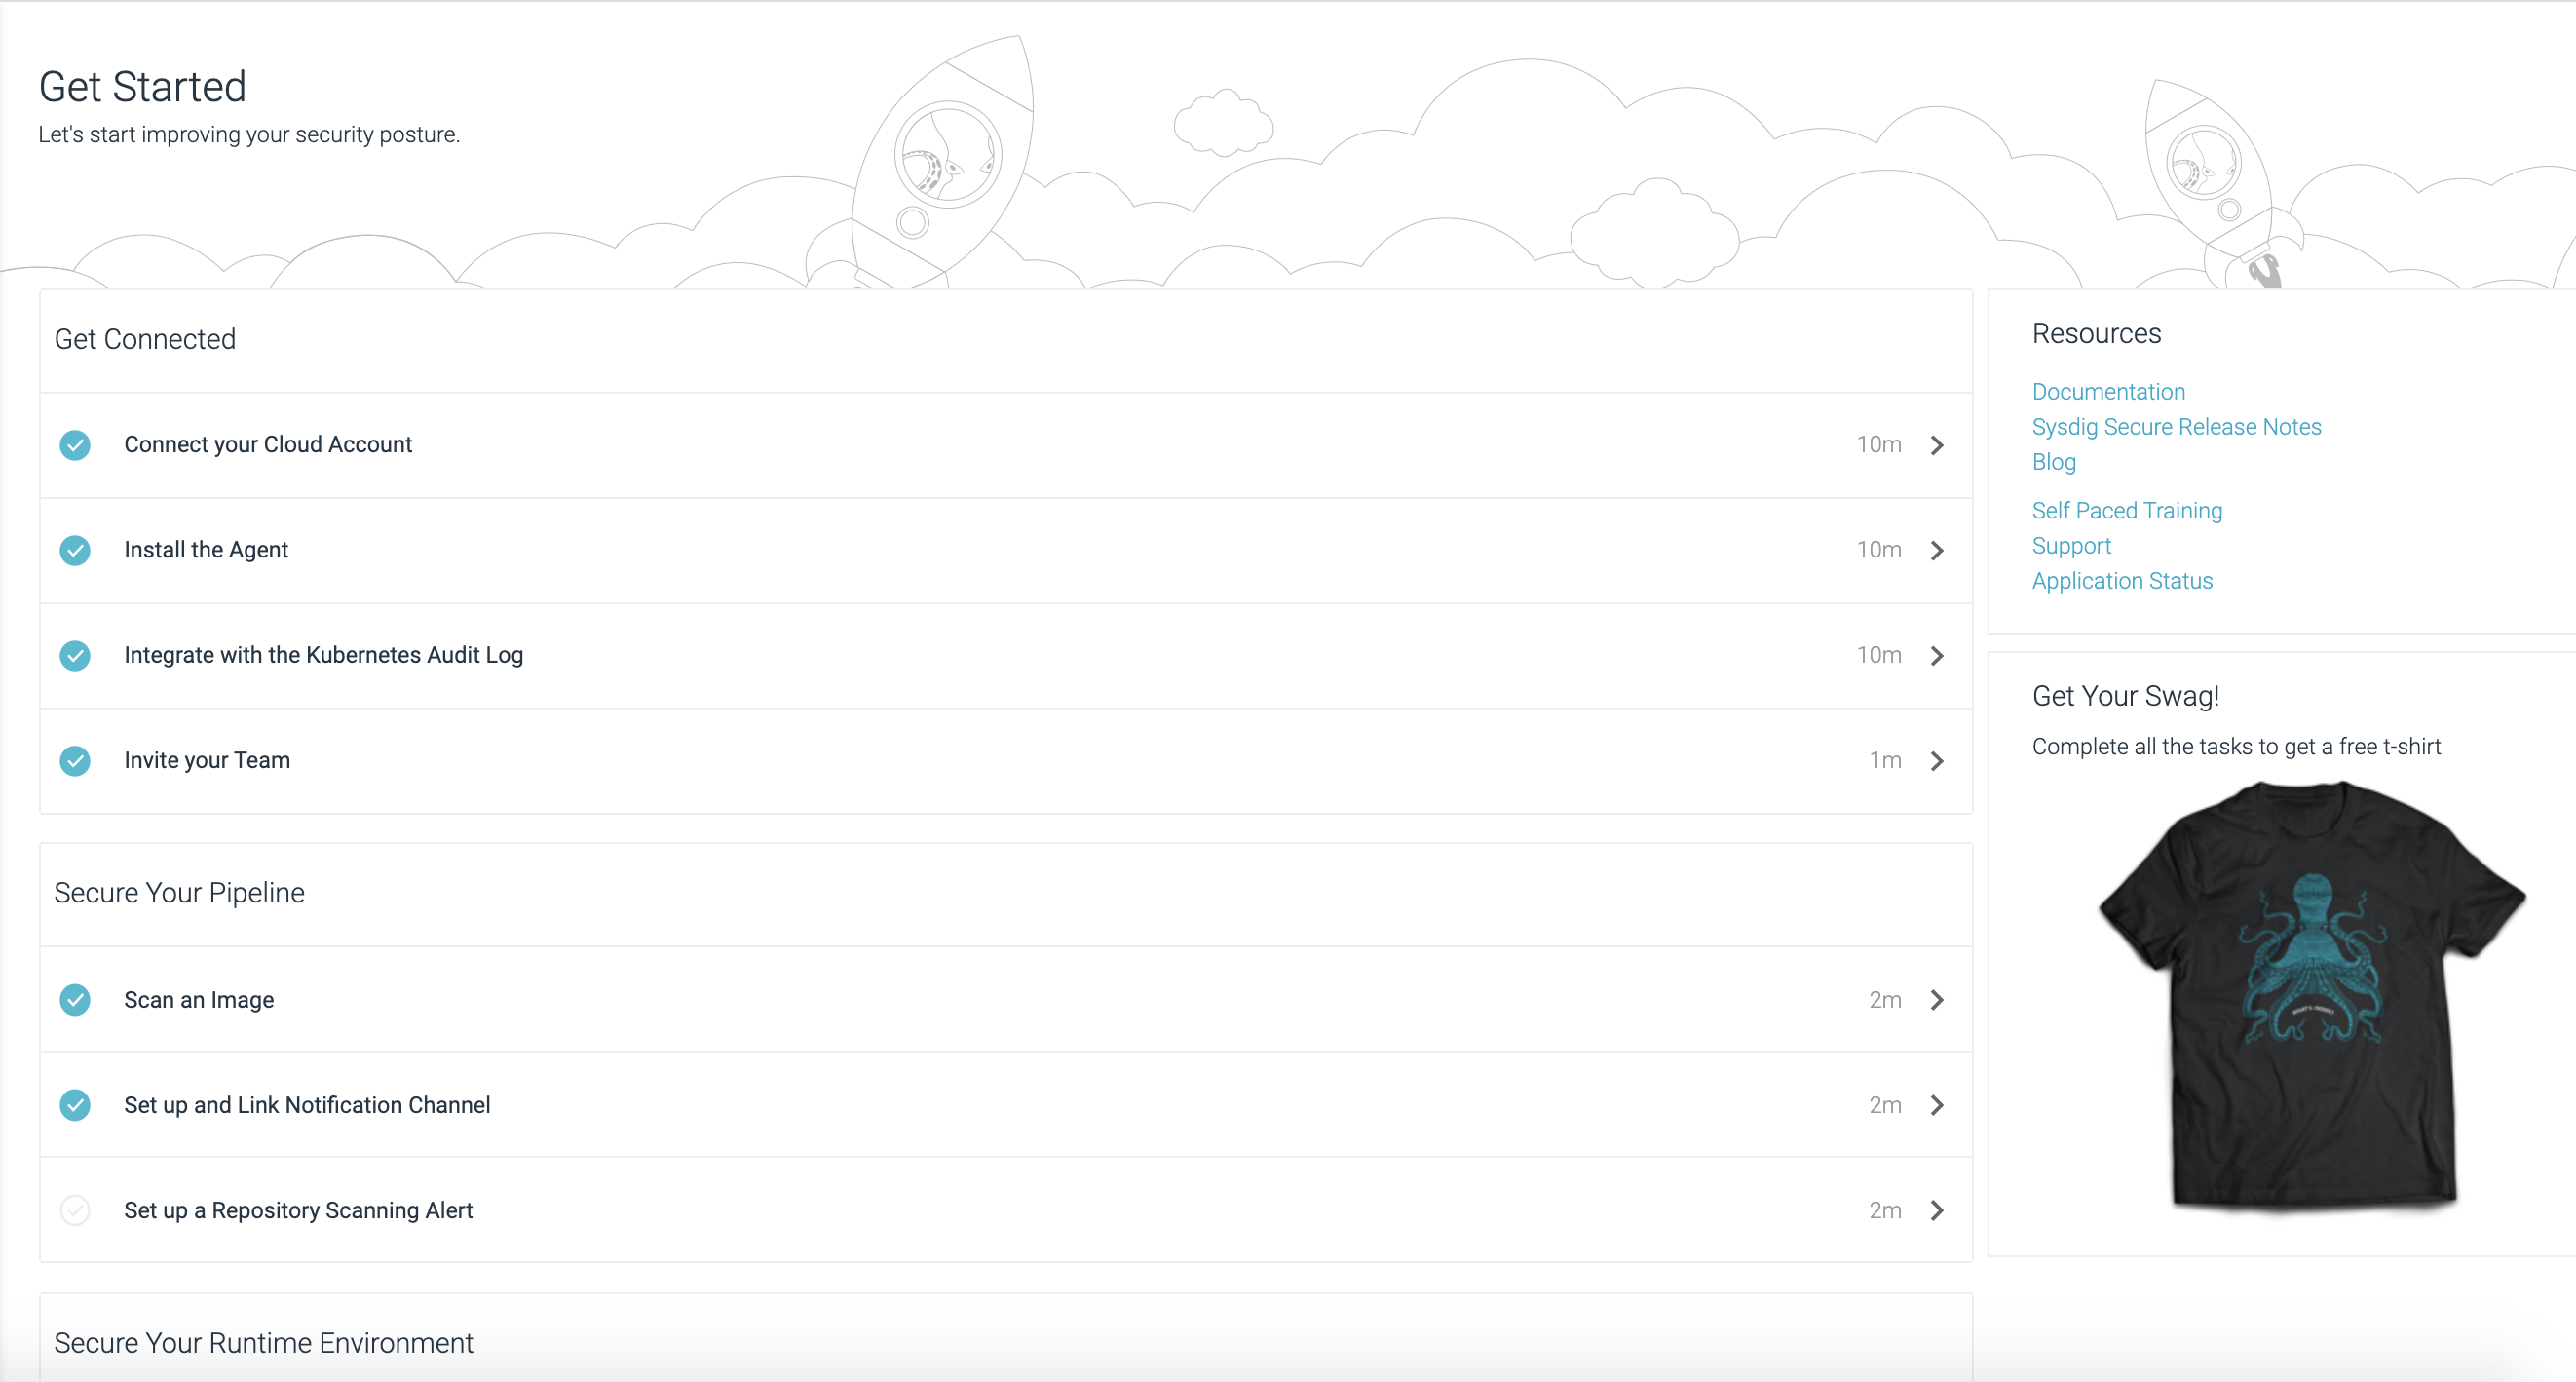 Get Started
Let's start improving your security posture.
Get Connected
Connect your Cloud Account 10m
Install the Agent 10m
Integrate with the Kubernetes Audit Log 10m
Invite your Team 1m
Secure Your Pipeline
Scan an Image 2m
Set up and Link Notification Channel 2m
Set up a Repository Scanning Alert 2m
Secure Your Runtime Environment
Resources
Documentation
Sysdig Secure Release Notes
Blog
Self Paced Training
Support
Application Status
Get Your Swag!
Complete all the tasks to get a free t-shirt